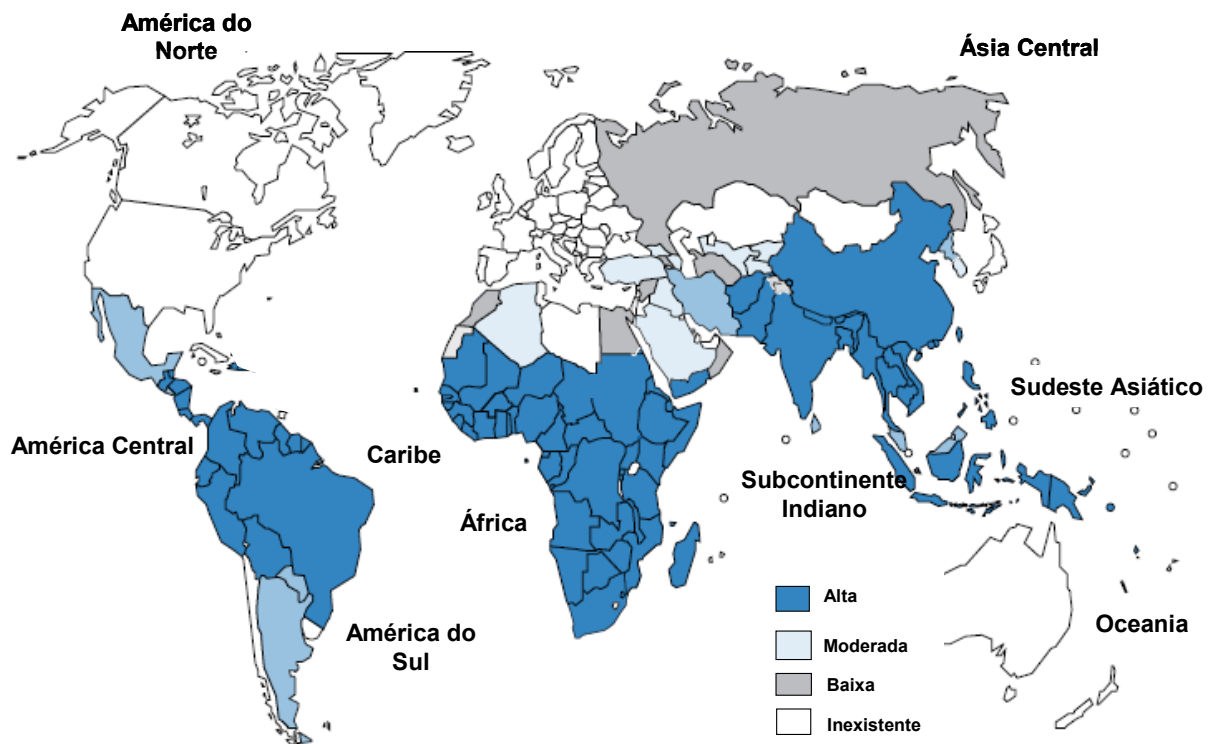 América do
Norte
Ásia Central
Sudeste Asiático
América Central
Caribe
Subcontinente
Indiano
África
Alta
América do
Sul
Oceania
Moderada
Baixa
Inexistente